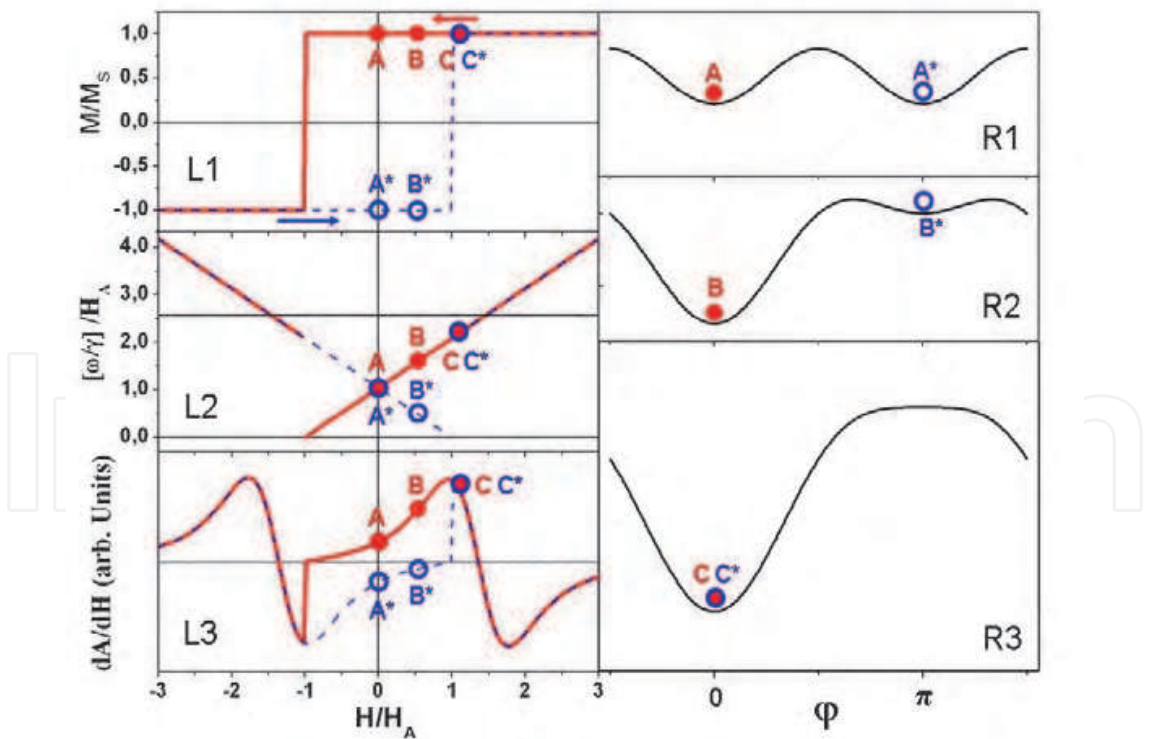 M/M_S
1,0
0,5
0,0
-0,5
-1,0
A
B
C C*
A*
B*
L1
[ω/γ] /H_A
4,0
3,0
2,0
1,0
0,0
A
B
C C*
B*
A*
L2
dA/dH (arb. Units)
A
B
C C*
A*
B*
L3
-3 -2 -1 0 1 2 3
H/H_A
A
A*
R1
B
B*
R2
C C*
R3
0 φ π